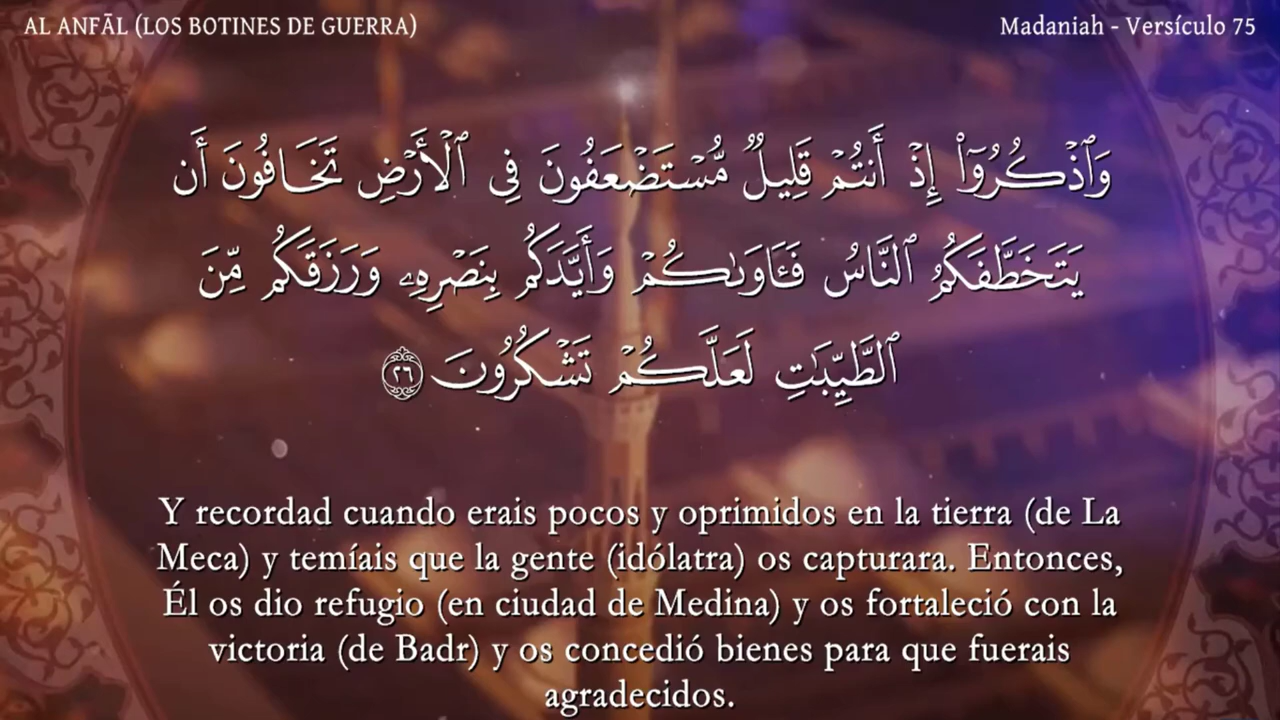 AL ANFĀL (LOS BOTINES DE GUERRA)
Madaniah - Versículo 75
وَٱذْكُرُوٓا۟ إِذْ أَنتُمْ قَلِيلٌ مُّسْتَضْعَفُونَ فِى ٱلْأَرْضِ تَخَافُونَ أَن
يَتَخَطَّفَكُمُ ٱلنَّاسُ فَـَٔاوَىٰكُمْ وَأَيَّدَكُم بِنَصْرِهِۦ وَرَزَقَكُم مِّنَ
ٱلطَّيِّبَـٰتِ لَعَلَّكُمْ تَشْكُرُونَ ٢٦
Y recordad cuando erais pocos y oprimidos en la tierra (de La
Meca) y temíais que la gente (idólatra) os capturara. Entonces,
Él os dio refugio (en ciudad de Medina) y os fortaleció con la
victoria (de Badr) y os concedió bienes para que fuerais
agradecidos.